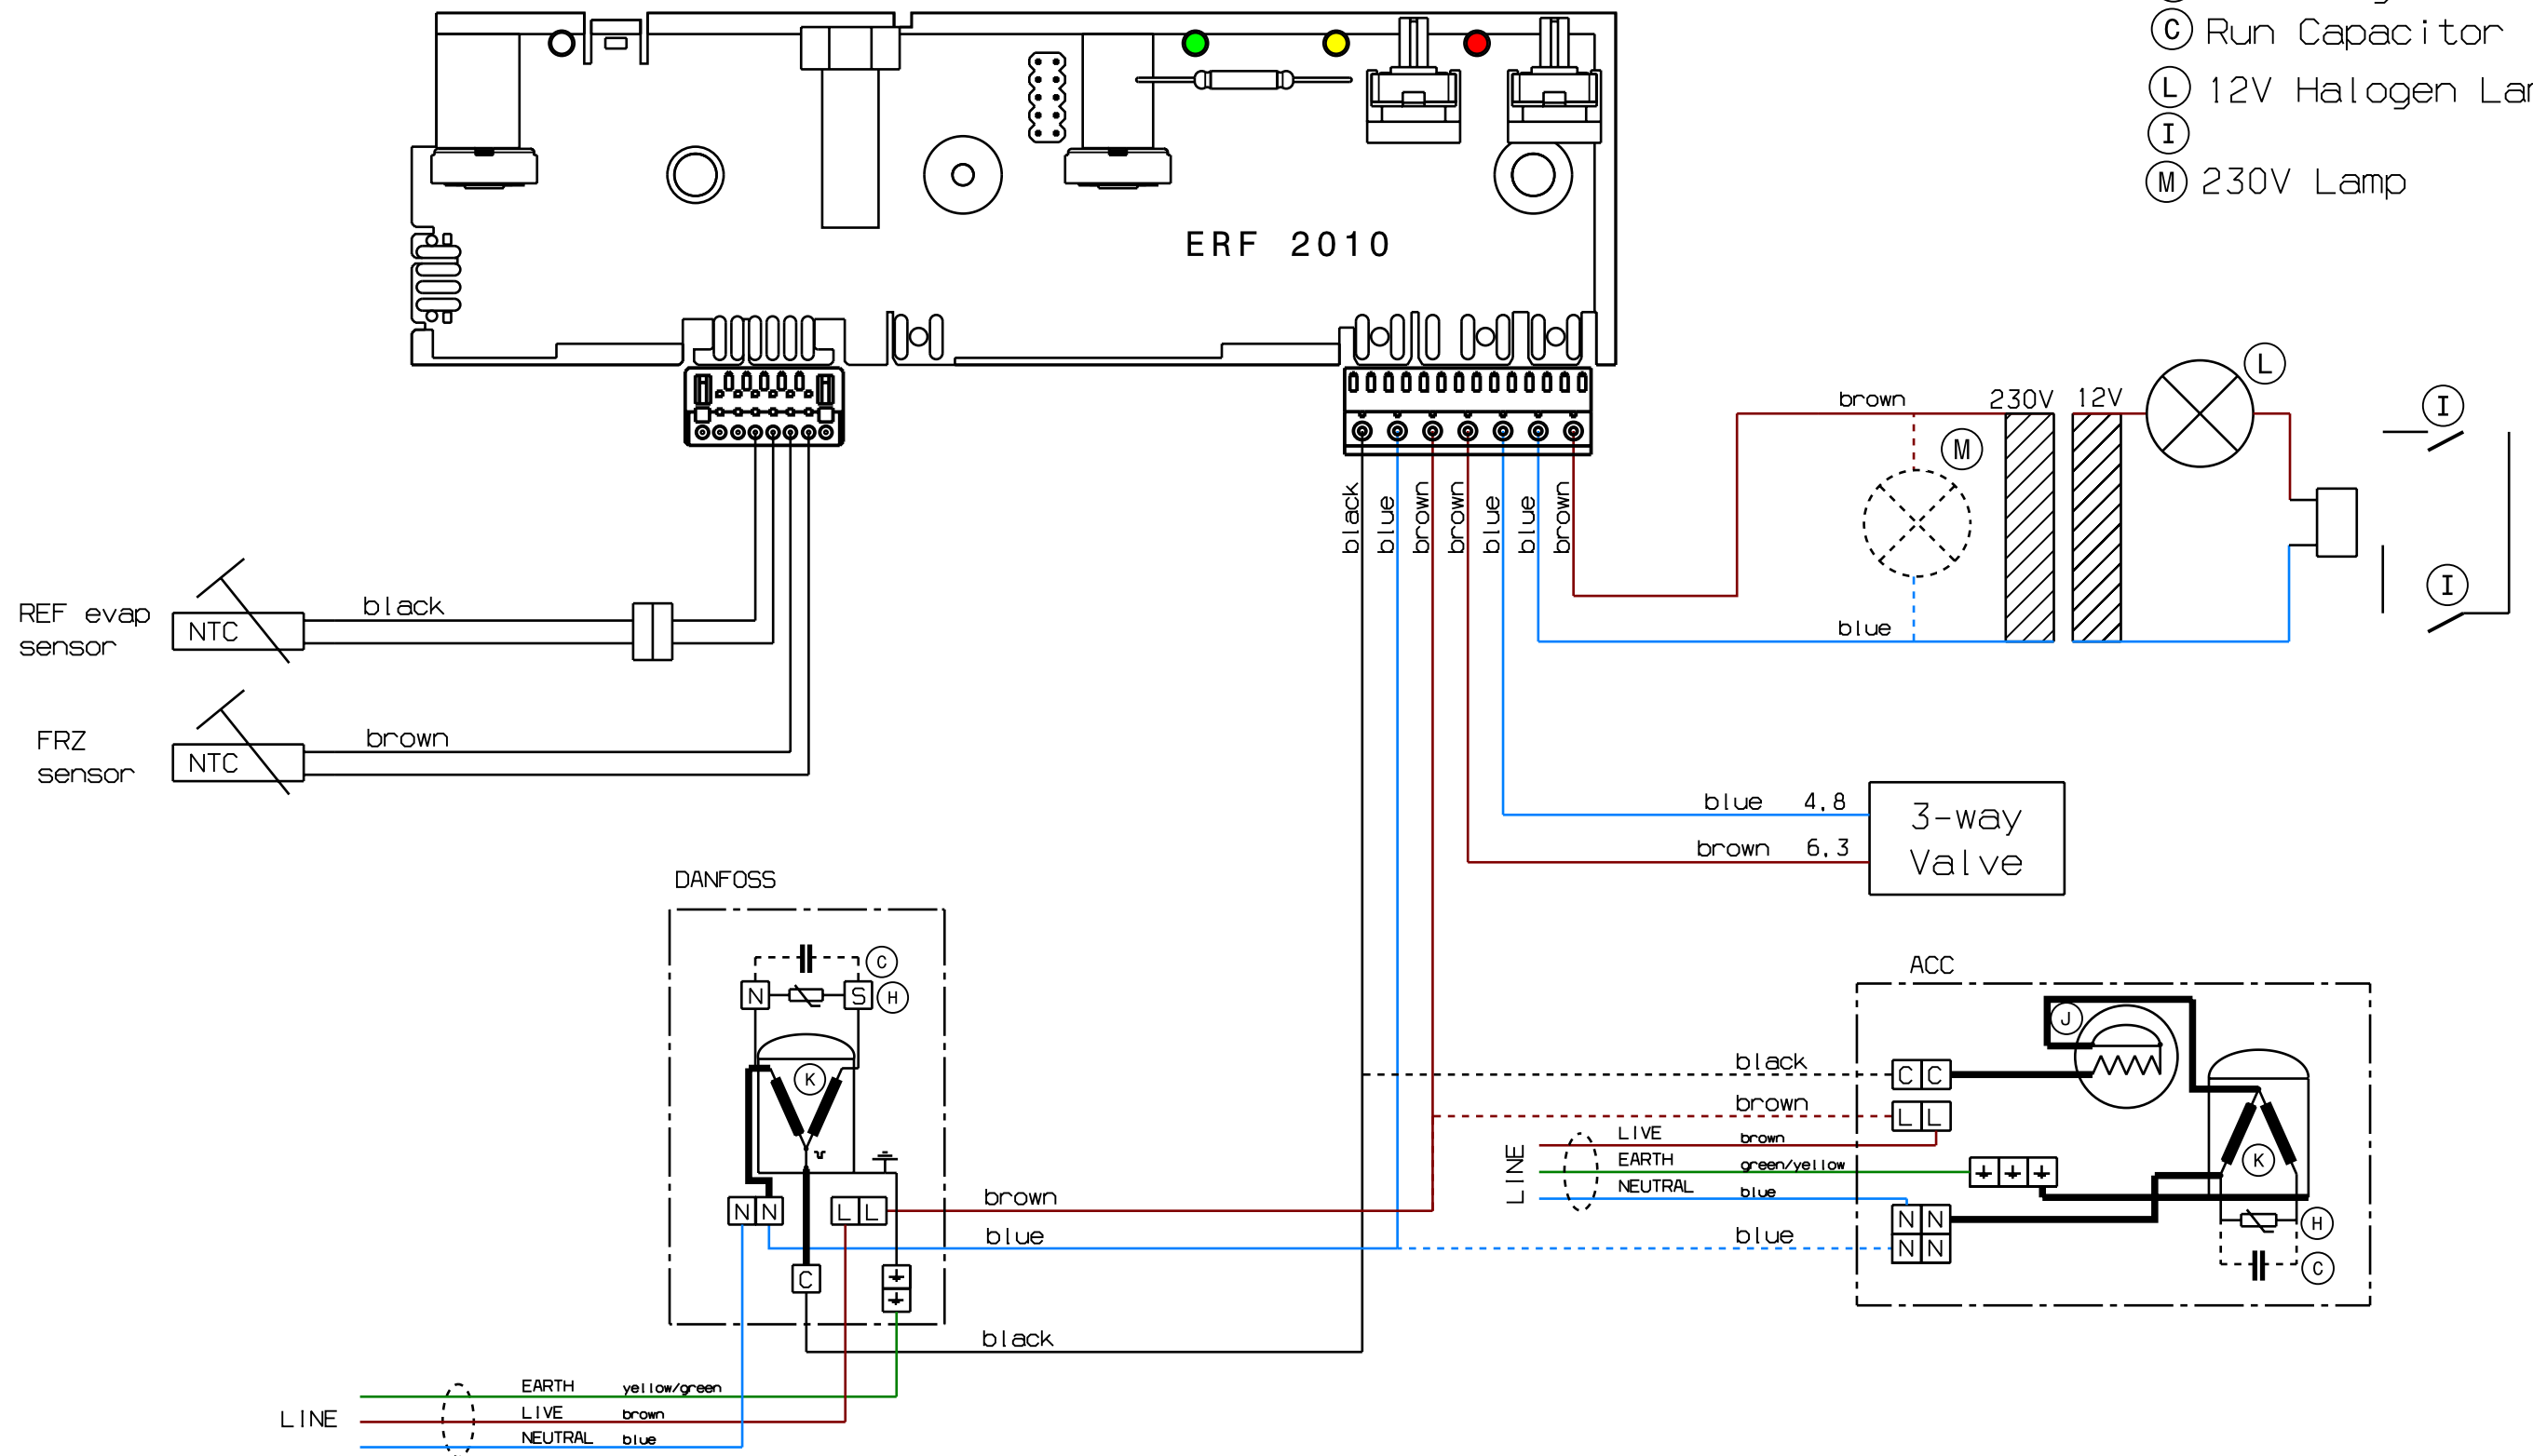 C Run Capacitor
L 12V Halogen
I
M 230V Lamp
ERF 2010
L
I
brown 230V 12V
M
black blue brown brown blue blue brown
I
REF evap
sensor
NTC
black
blue
FRZ
sensor
NTC
brown
blue 4,8
brown 6,3
3-way
Valve
DANFOSS
C
N S H
K
N N L L
C
brown
blue
black
ACC
J
black
C C
brown
L L
LINE
LIVE brown
EARTH green/yellow
NEUTRAL blue
K
N N
blue
N N
H
C
LINE
EARTH yellow/green
LIVE brown
NEUTRAL blue